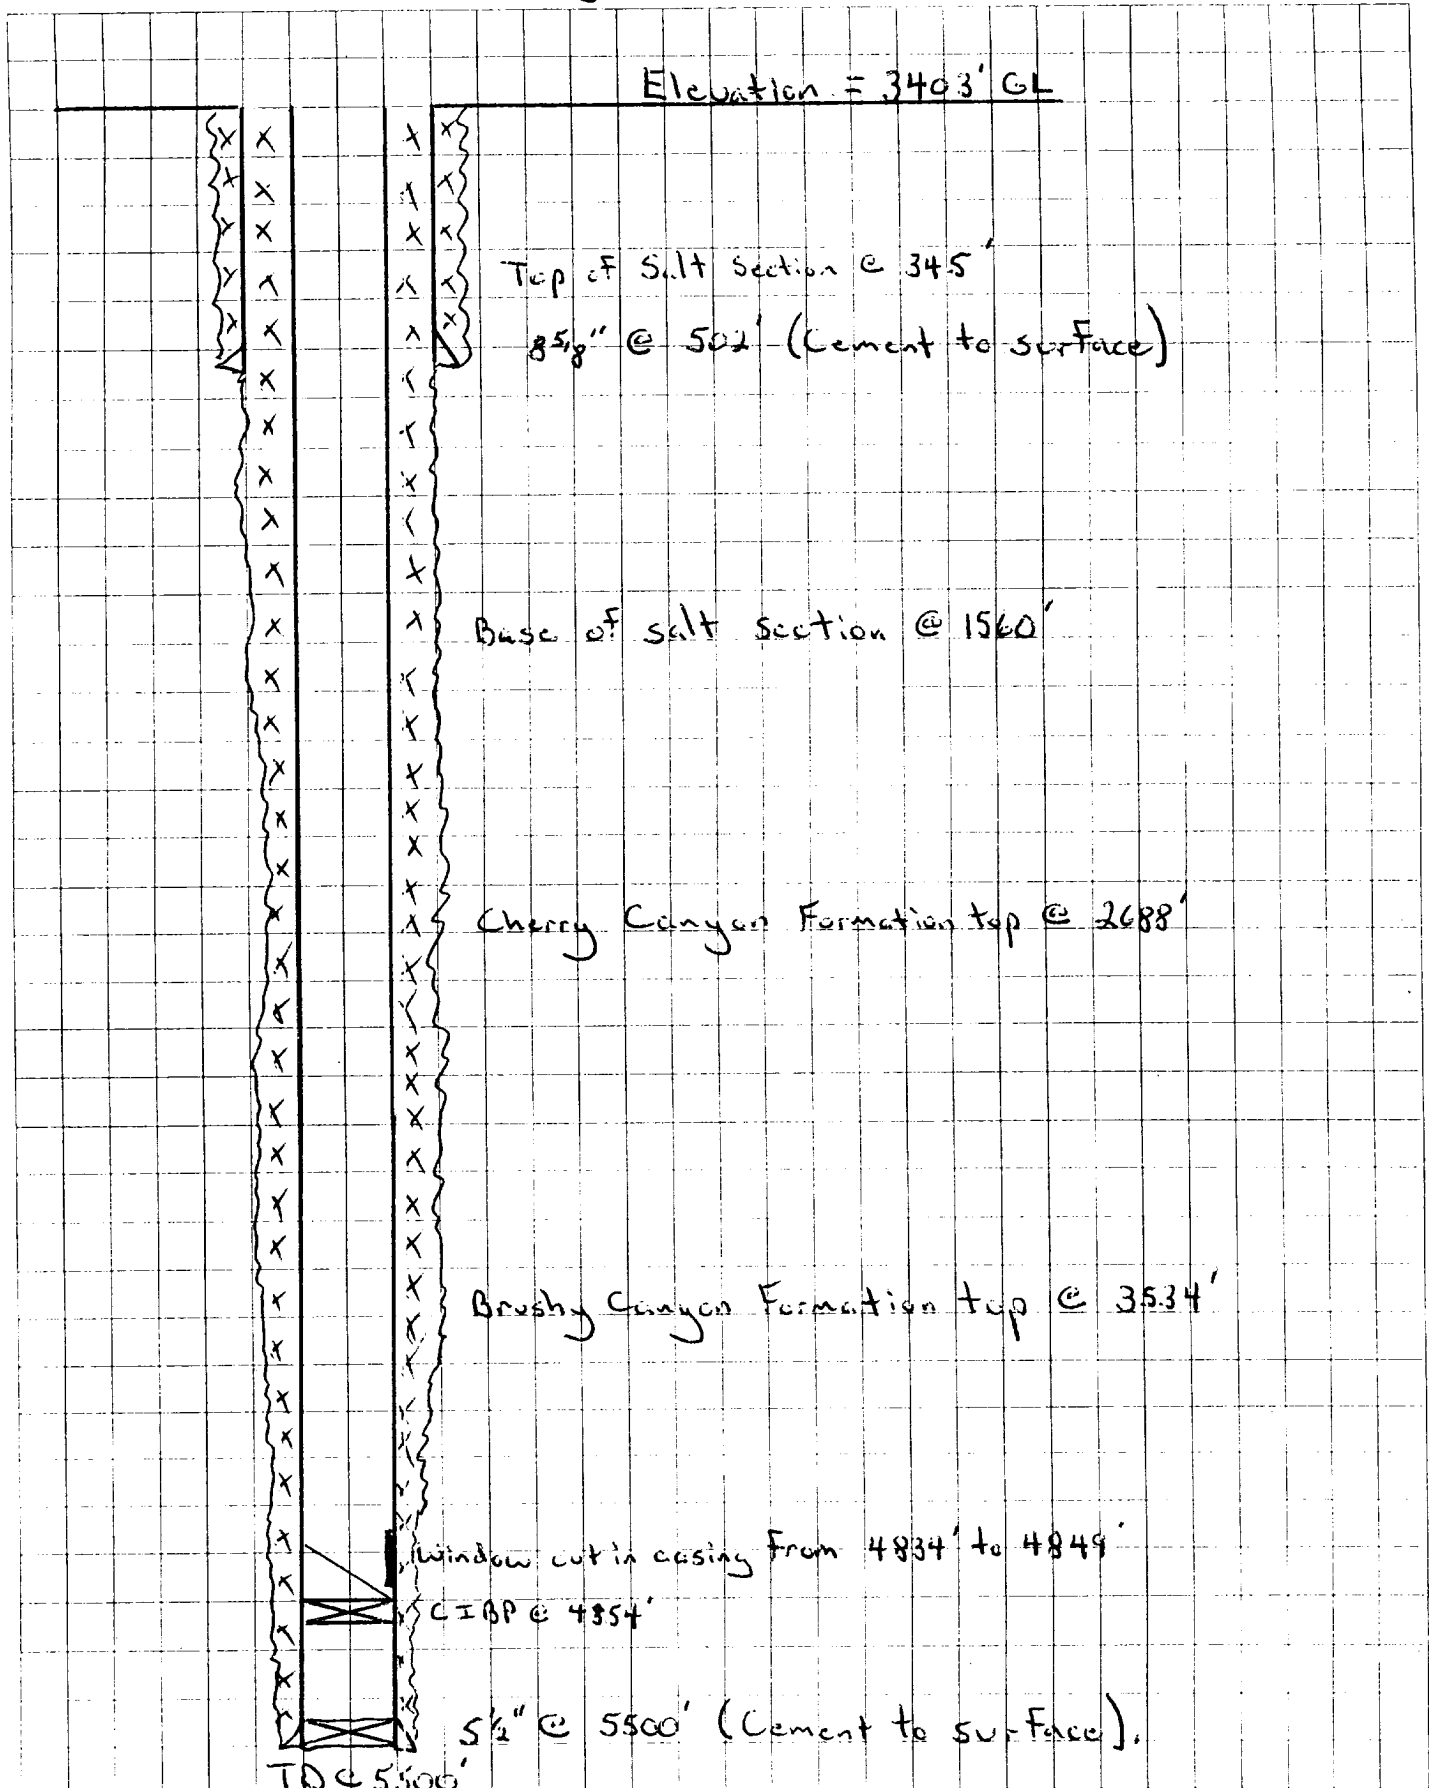 Elevation = 3403' GL
Top of Salt Section @ 345'
8 5/8" @ 502' (Cement to surface)
Base of salt section @ 1560'
Cherry Canyon Formation top @ 2688'
Brushy Canyon Formation top @ 3534'
Window cut in casing From 4834' to 4849'
CIBP @ 4854'
5 1/2" @ 5500' (Cement to surface).
TD @ 5500'